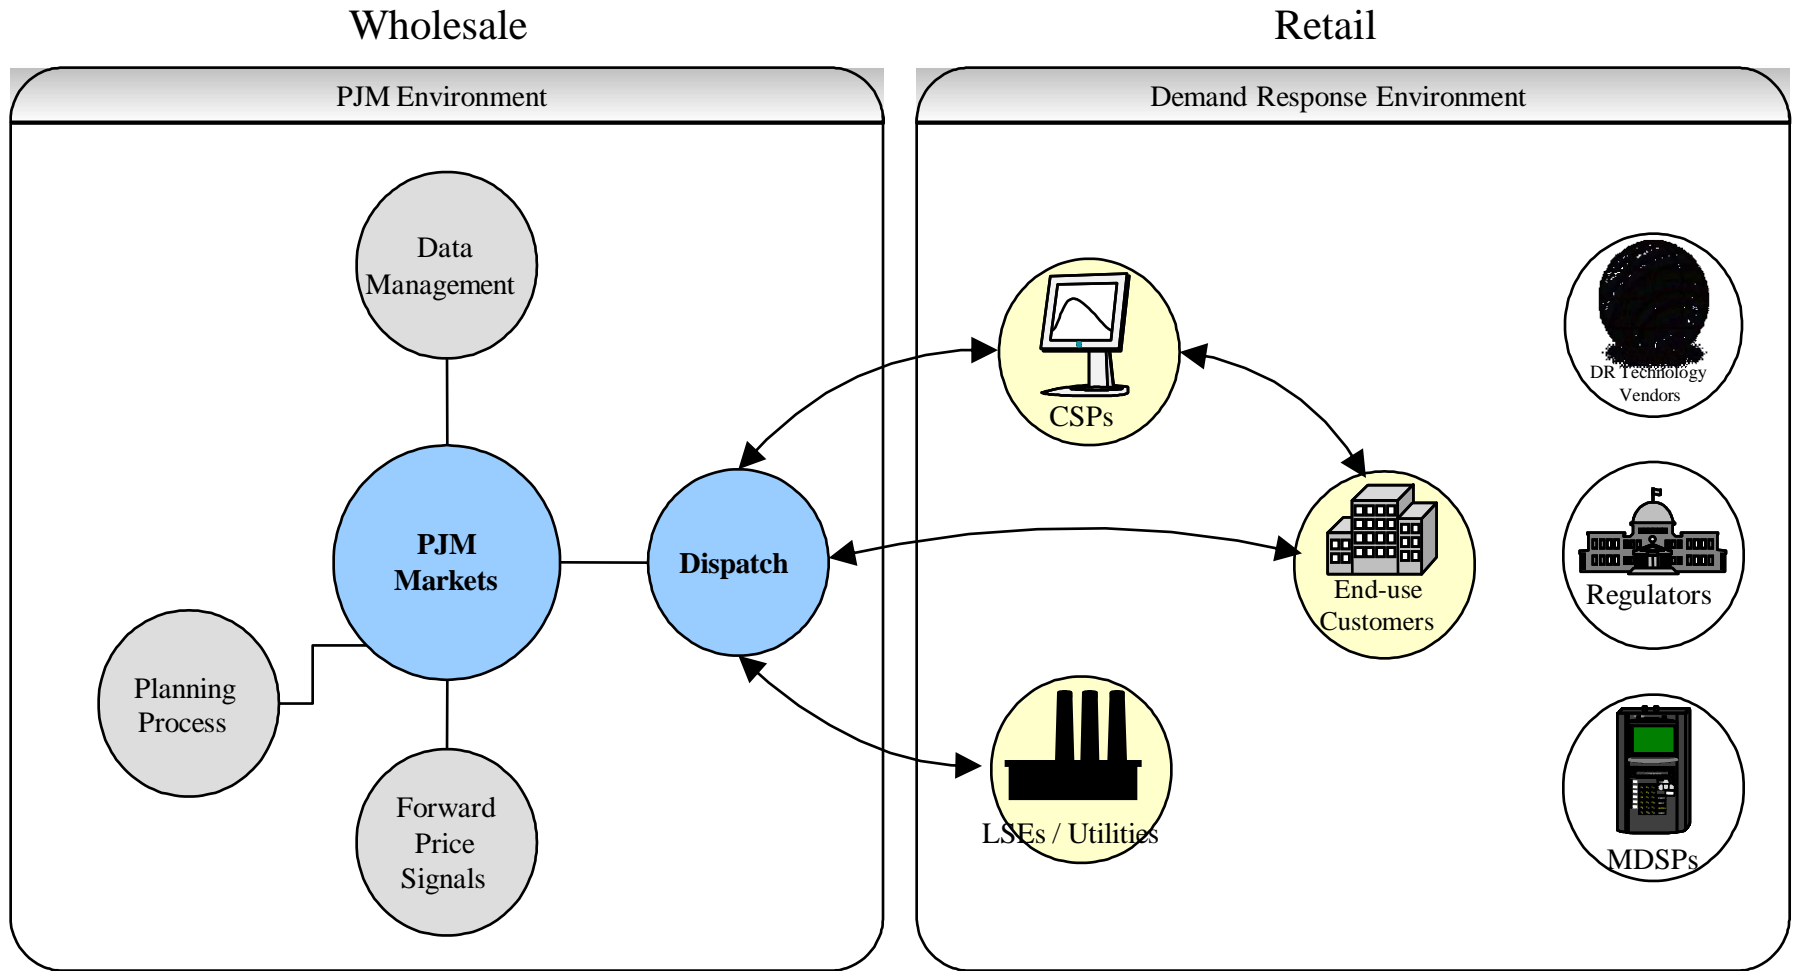 Wholesale
Retail
PJM Environment
Demand Response Environment
Data
Management
PJM
Markets
Dispatch
Planning
Process
Forward
Price
Signals
CSPs
End-use
Customers
LSEs / Utilities
DR Technology
Vendors
Regulators
MDSPs